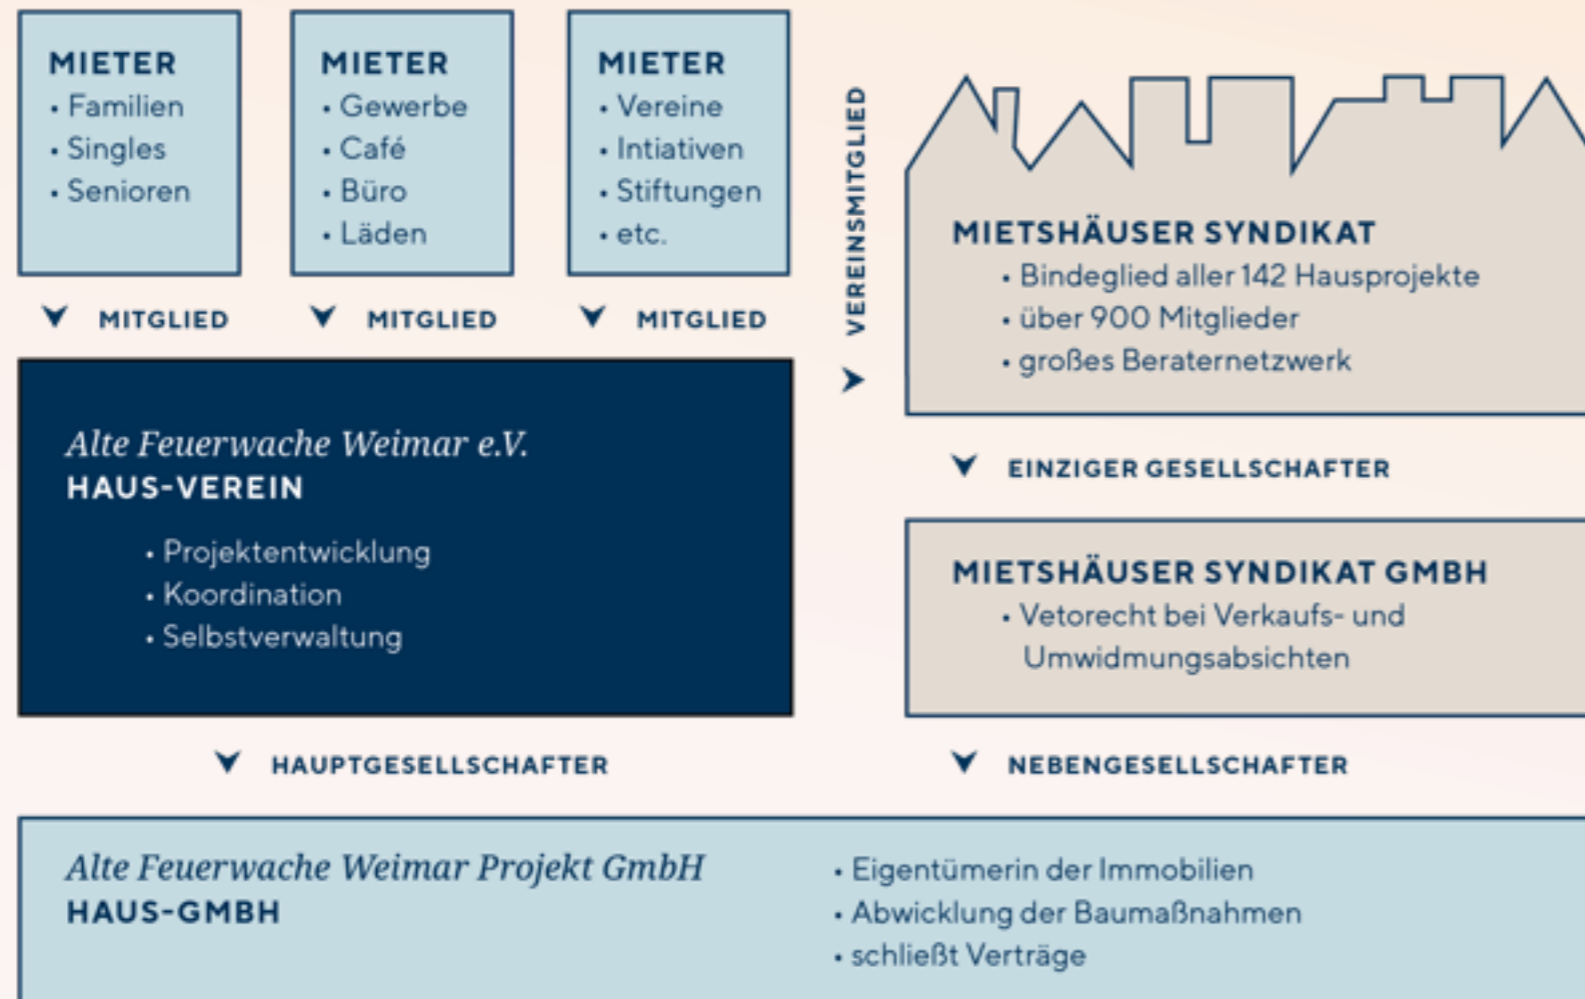 MIETER
• Familien
• Singles
• Senioren
MIETER
• Gewerbe
• Café
• Büro
• Läden
MIETER
• Vereine
• Intiativen
• Stiftungen
• etc.
MITGLIED
MITGLIED
MITGLIED
Alte Feuerwache Weimar e.V.
HAUS-VEREIN
• Projektentwicklung
• Koordination
• Selbstverwaltung
VEREINSMITGLIED
MIETSHÄUSER SYNDIKAT
• Bindeglied aller 142 Hausprojekte
• über 900 Mitglieder
• großes Beraternetzwerk
EINZIGER GESELLSCHAFTER
MIETSHÄUSER SYNDIKAT GMBH
• Vetorecht bei Verkaufs- und
Umwidmungsabsichten
HAUPTGESELLSCHAFTER
NEBENGESELLSCHAFTER
Alte Feuerwache Weimar Projekt GmbH
HAUS-GMBH
• Eigentümerin der Immobilien
• Abwicklung der Baumaßnahmen
• schließt Verträge